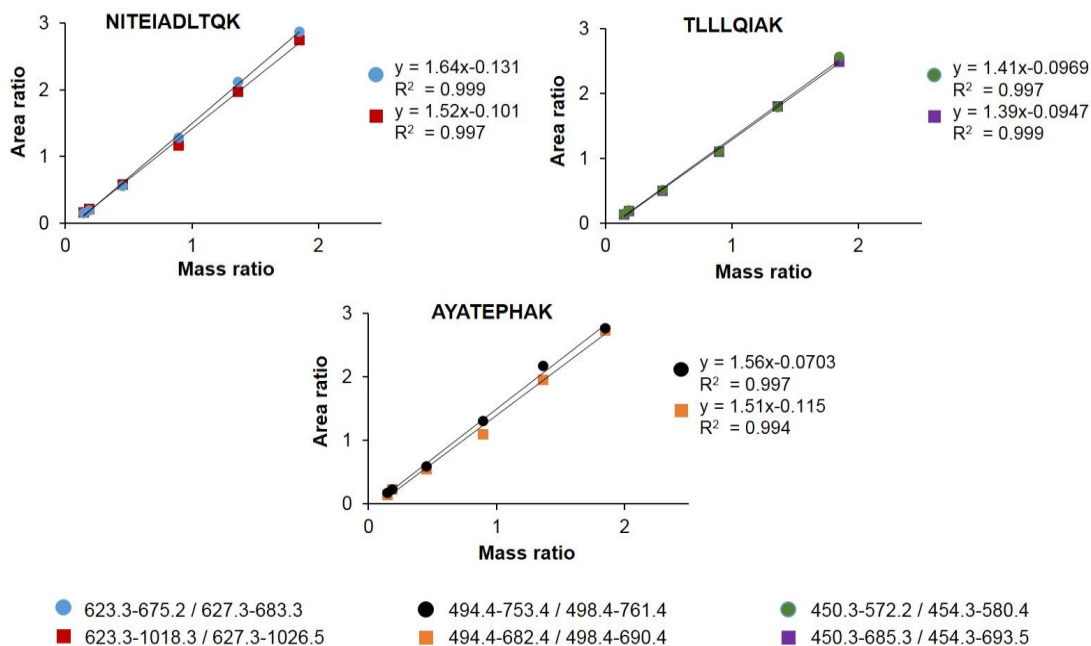 NITEIADLTQK
3
2
1
0
0
1
2
Area ratio
Mass ratio
y = 1.64x-0.131
R² = 0.999
y = 1.52x-0.101
R² = 0.997
TLLLQIAK
3
2
1
0
0
1
2
Area ratio
Mass ratio
y = 1.41x-0.0969
R² = 0.997
y = 1.39x-0.0947
R² = 0.999
AYATEPHAK
3
2
1
0
0
1
2
Area ratio
Mass ratio
y = 1.56x-0.0703
R² = 0.997
y = 1.51x-0.115
R² = 0.994
623.3-675.2 / 627.3-683.3
623.3-1018.3 / 627.3-1026.5
494.4-753.4 / 498.4-761.4
494.4-682.4 / 498.4-690.4
450.3-572.2 / 454.3-580.4
450.3-685.3 / 454.3-693.5